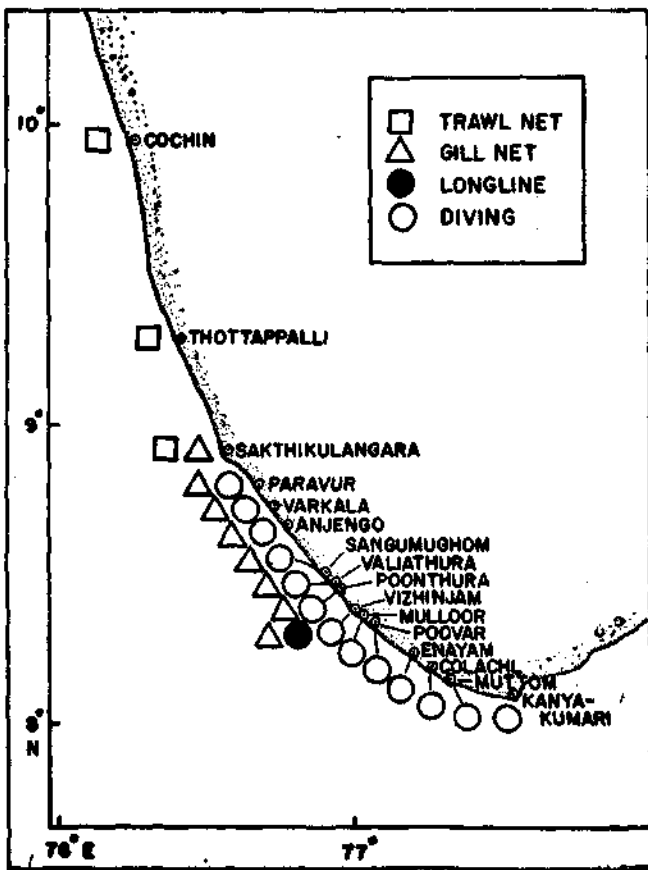 10°
COCHIN
TRAWL NET
GILL NET
LONGLINE
DIVING
THOTTAPPALLI
9°
SAKTHIKULANGARA
PARAVUR
VARKALA
ANJENGO
SANGUMUGHOM
VALIATHURA
POONTHURA
VIZHINJAM
MULLOOR
POOVAR
ENAYAM
COLACHI
MUTTOM
KANYA-
KUMARI
8°
N
76°E
77°